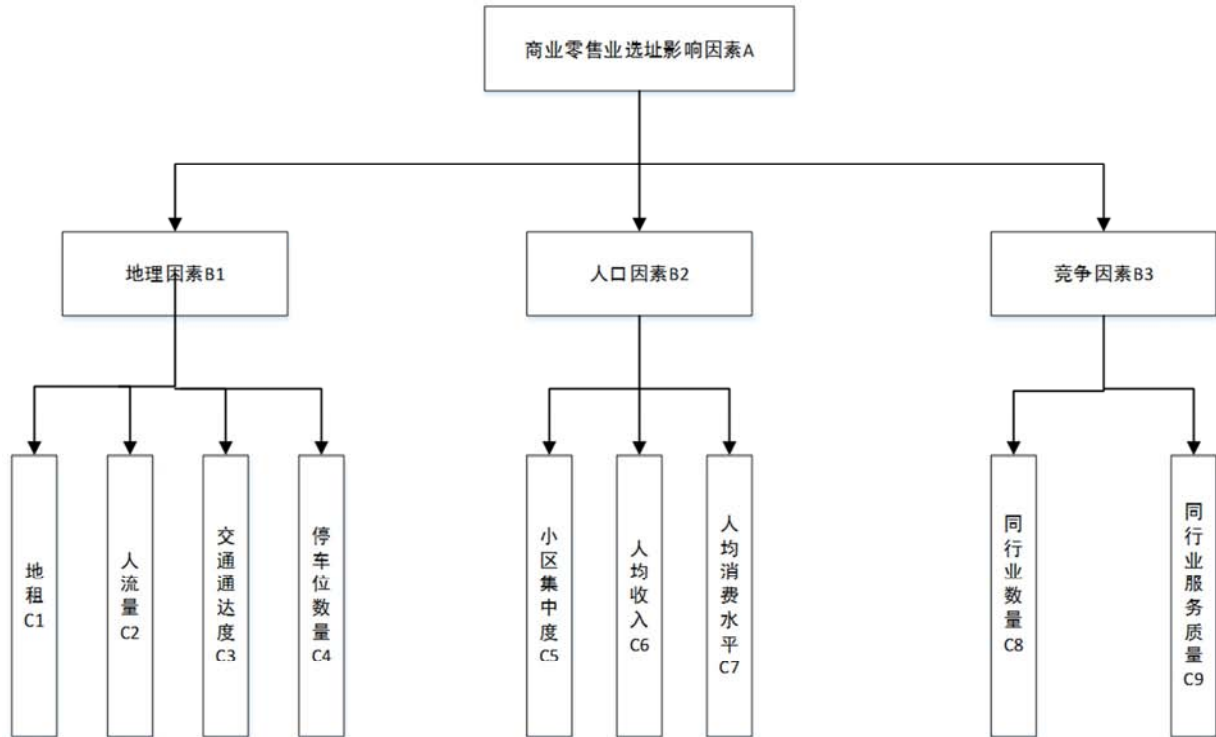 商业零售业选址影响因素A
地理因素B1
人口因素B2
竞争因素B3
地租C1
人流量C2
交通通达度C3
停车位数量C4
小区集中度C5
人均收入C6
人均消费水平C7
同行业数量C8
同行业服务质量C9